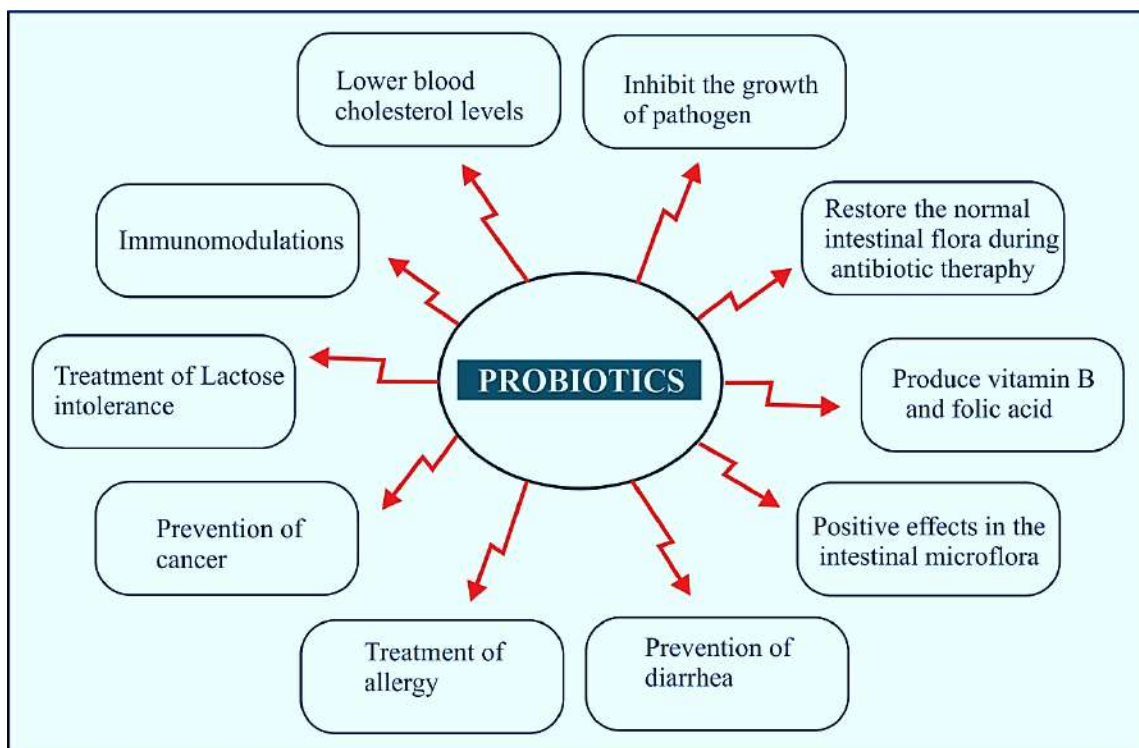 Lower blood
cholesterol levels
Inhibit the growth
of pathogen
Restore the normal
intestinal flora during
antibiotic theraphy
Immunomodulations
PROBIOTICS
Treatment of Lactose
intolerance
Produce vitamin B
and folic acid
Prevention of
cancer
Positive effects in the
intestinal microflora
Treatment of
allergy
Prevention of
diarrhea